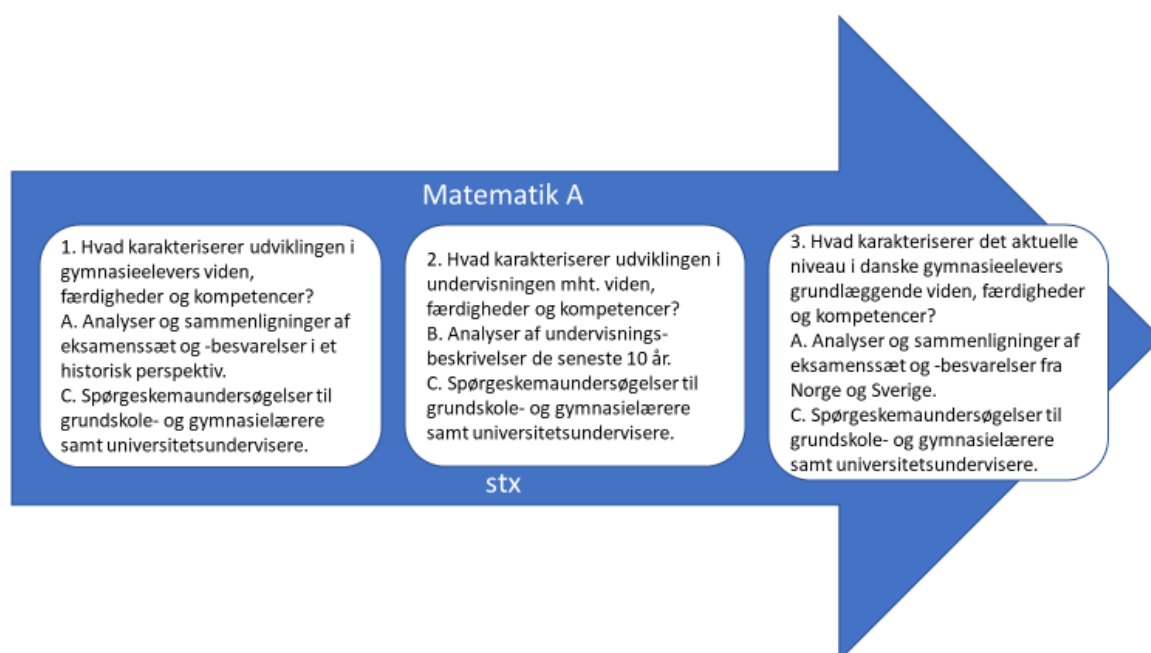 Matematik A
1. Hvad karakteriserer udviklingen i
gymnasieelevers viden,
færdigheder og kompetencer?
A. Analyser og sammenligninger af
eksamenssæt og -besvarelser i et
historisk perspektiv.
C. Spørgeskemaundersøgelser til
grundskole- og gymnasielærere
samt universitetsundervisere.
2. Hvad karakteriserer udviklingen i
undervisningen mht. viden,
færdigheder og kompetencer?
B. Analyser af undervisnings-
beskrivelser de seneste 10 år.
C. Spørgeskemaundersøgelser til
grundskole- og gymnasielærere
samt universitetsundervisere.
3. Hvad karakteriserer det aktuelle
niveau i danske gymnasieelevers
grundlæggende viden, færdigheder
og kompetencer?
A. Analyser og sammenligninger af
eksamenssæt og -besvarelser fra
Norge og Sverige.
C. Spørgeskemaundersøgelser til
grundskole- og gymnasielærere
samt universitetsundervisere.
stx